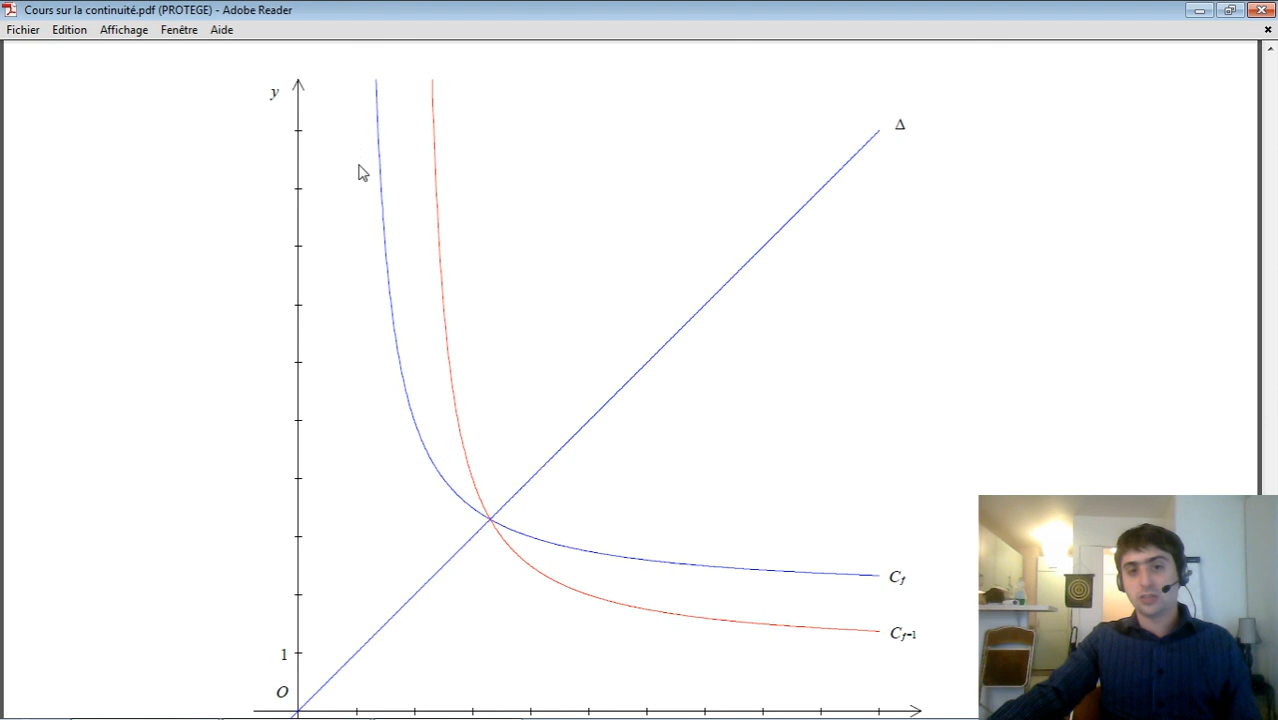 Cours sur la continuité.pdf (PROTEGE) - Adobe Reader
Fichier Edition Affichage Fenêtre Aide
y
Δ
C_f
C_f-1
1
O